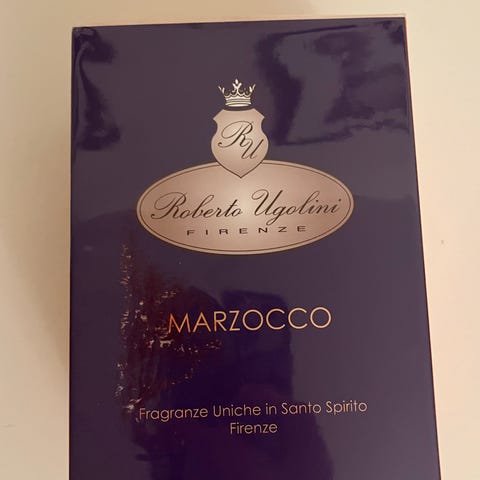 RU
Roberto Ugolini
FIRENZE
MARZOCCO
Fragranze Uniche in Santo Spirito
Firenze